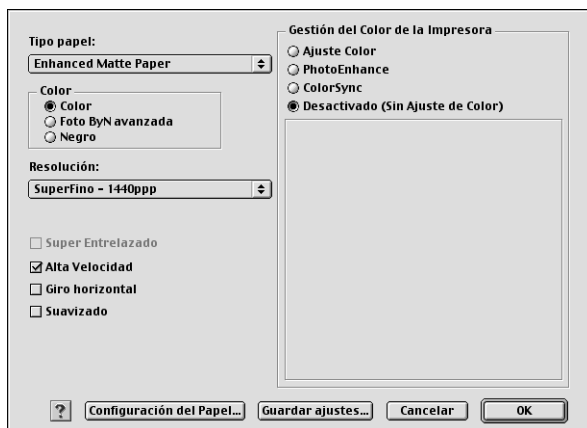 Tipo papel:
Enhanced Matte Paper
Color
Color
Foto ByN avanzada
Negro
Resolución:
SuperFino - 1440ppp
Super Entrelazado
Alta Velocidad
Giro horizontal
Suavizado
Gestión del Color de la Impresora
Ajuste Color
PhotoEnhance
ColorSync
Desactivado (Sin Ajuste de Color)
?
Configuración del Papel...
Guardar ajustes...
Cancelar
OK